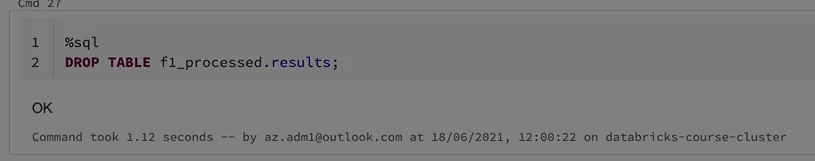 Cmd 27
1 %sql
2 DROP TABLE f1_processed.results;
OK
Command took 1.12 seconds -- by az.adm1@outlook.com at 18/06/2021, 12:00:22 on databricks-course-cluster